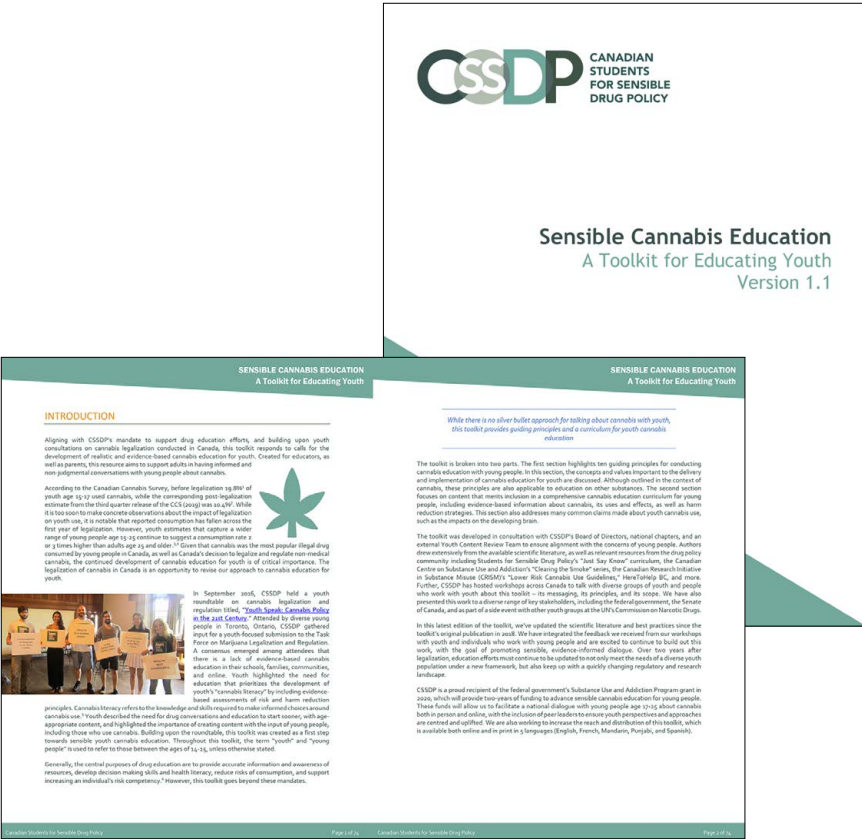 CSSDP
CANADIAN
STUDENTS
FOR SENSIBLE
DRUG POLICY
Sensible Cannabis Education
A Toolkit for Educating Youth
Version 1.1
SENSIBLE CANNABIS EDUCATION
A Toolkit for Educating Youth
INTRODUCTION
Aligning with CSSDP's mandate to support drug education efforts, and building upon youth
consultations on cannabis legalization conducted in Canada, this toolkit responds to calls for the
development of realistic and evidence-based cannabis education for youth. Created for educators, as
well as parents, this resource aims to support adults in having informed and
non-judgmental conversations with young people about cannabis.
According to the Canadian Cannabis Survey, before legalization 19.8%¹ of
youth age 15-17 used cannabis, while the corresponding post-legalization
estimate from the third quarter release of the CCS (2019) was 10.4%². While
it is too soon to make concrete observations about the impact of legalization
on youth use, it is notable that reported consumption has fallen across the
first year of legalization. However, youth estimates that capture a wider
range of young people age 15-25 continue to suggest a consumption rate 2
or 3 times higher than adults age 25 and older.³,⁴ Given that cannabis was the most popular illegal drug
consumed by young people in Canada, as well as Canada's decision to legalize and regulate non-medical
cannabis, the continued development of cannabis education for youth is of critical importance. The
legalization of cannabis in Canada is an opportunity to revise our approach to cannabis education for
youth.
In September 2016, CSSDP held a youth
roundtable on cannabis legalization and
regulation titled, "Youth Speak: Cannabis Policy
in the 21st Century." Attended by diverse young
people in Toronto, Ontario, CSSDP gathered
input for a youth-focused submission to the Task
Force on Marijuana Legalization and Regulation.
A consensus emerged among attendees that
there is a lack of evidence-based cannabis
education in their schools, families, communities,
and online. Youth highlighted the need for
education that prioritizes the development of
youth's "cannabis literacy" by including evidence-
based assessments of risk and harm reduction
principles. Cannabis literacy refers to the knowledge and skills required to make informed choices around
cannabis use.⁵ Youth described the need for drug conversations and education to start sooner, with age-
appropriate content, and highlighted the importance of creating content with the input of young people,
including those who use cannabis. Building upon the roundtable, this toolkit was created as a first step
towards sensible youth cannabis education. Throughout this toolkit, the term "youth" and "young
people" is used to refer to those between the ages of 14-25, unless otherwise stated.
Generally, the central purposes of drug education are to provide accurate information and awareness of
resources, develop decision making skills and health literacy, reduce risks of consumption, and support
increasing an individual's risk competency.⁶ However, this toolkit goes beyond these mandates.
Canadian Students for Sensible Drug Policy
Page 1 of 74
SENSIBLE CANNABIS EDUCATION
A Toolkit for Educating Youth
While there is no silver bullet approach for talking about cannabis with youth,
this toolkit provides guiding principles and a curriculum for youth cannabis
education
The toolkit is broken into two parts. The first section highlights ten guiding principles for conducting
cannabis education with young people. In this section, the concepts and values important to the delivery
and implementation of cannabis education for youth are discussed. Although outlined in the context of
cannabis, these principles are also applicable to education on other substances. The second section
focuses on content that merits inclusion in a comprehensive cannabis education curriculum for young
people, including evidence-based information about cannabis, its uses and effects, as well as harm
reduction strategies. This section also addresses many common claims made about youth cannabis use,
such as the impacts on the developing brain.
The toolkit was developed in consultation with CSSDP's Board of Directors, national chapters, and an
external Youth Content Review Team to ensure alignment with the concerns of young people. Authors
drew extensively from the available scientific literature, as well as relevant resources from the drug policy
community including Students for Sensible Drug Policy's "Just Say Know" curriculum, the Canadian
Centre on Substance Use and Addiction's "Clearing the Smoke" series, the Canadian Research Initiative
in Substance Misuse (CRISM)'s "Lower Risk Cannabis Use Guidelines," HereToHelp BC, and more.
Further, CSSDP has hosted workshops across Canada to talk with diverse groups of youth and people
who work with youth about this toolkit – its messaging, its principles, and its scope. We have also
presented this work to a diverse range of key stakeholders, including the federal government, the Senate
of Canada, and as part of a side event with other youth groups at the UN's Commission on Narcotic Drugs.
In this latest edition of the toolkit, we've updated the scientific literature and best practices since the
toolkit's original publication in 2018. We have integrated the feedback we received from our workshops
with youth and individuals who work with young people and are excited to continue to build out this
work, with the goal of promoting sensible, evidence-informed dialogue. Over two years after
legalization, education efforts must continue to be updated to not only meet the needs of a diverse youth
population under a new framework, but also keep up with a quickly changing regulatory and research
landscape.
CSSDP is a proud recipient of the federal government's Substance Use and Addiction Program grant in
2020, which will provide two-years of funding to advance sensible cannabis education for young people.
These funds will allow us to facilitate a national dialogue with young people age 17-25 about cannabis
both in person and online, with the inclusion of peer leaders to ensure youth perspectives and approaches
are centred and uplifted. We are also working to increase the reach and distribution of this toolkit, which
is available both online and in print in 5 languages (English, French, Mandarin, Punjabi, and Spanish).
Canadian Students for Sensible Drug Policy
Page 2 of 74